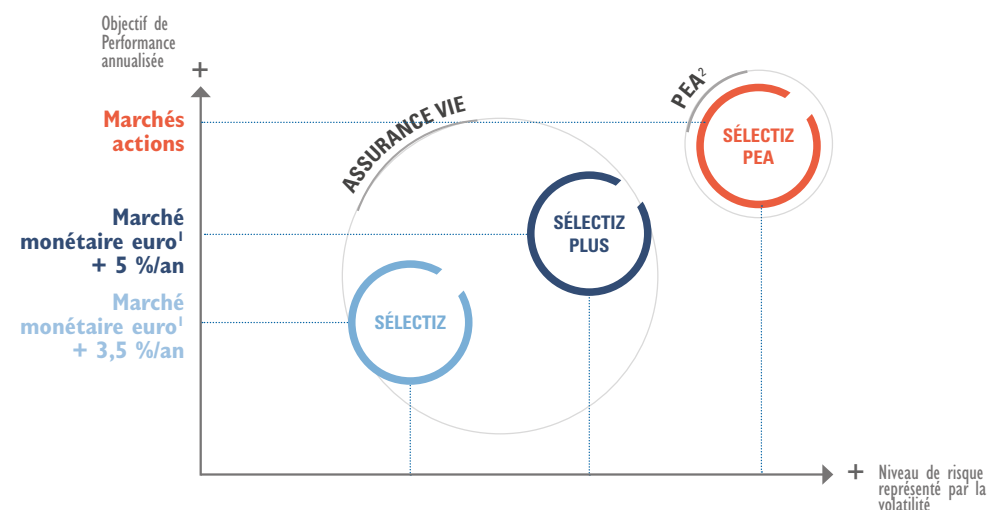 Objectif de
Performance
annualisée
+
Marchés
actions
Marché
monétaire euro¹
+ 5 %/an
Marché
monétaire euro¹
+ 3,5 %/an
ASSURANCE VIE
PEA²
SÉLECTIZ
PEA
SÉLECTIZ
PLUS
SÉLECTIZ
+
Niveau de risque
représenté par la
volatilité